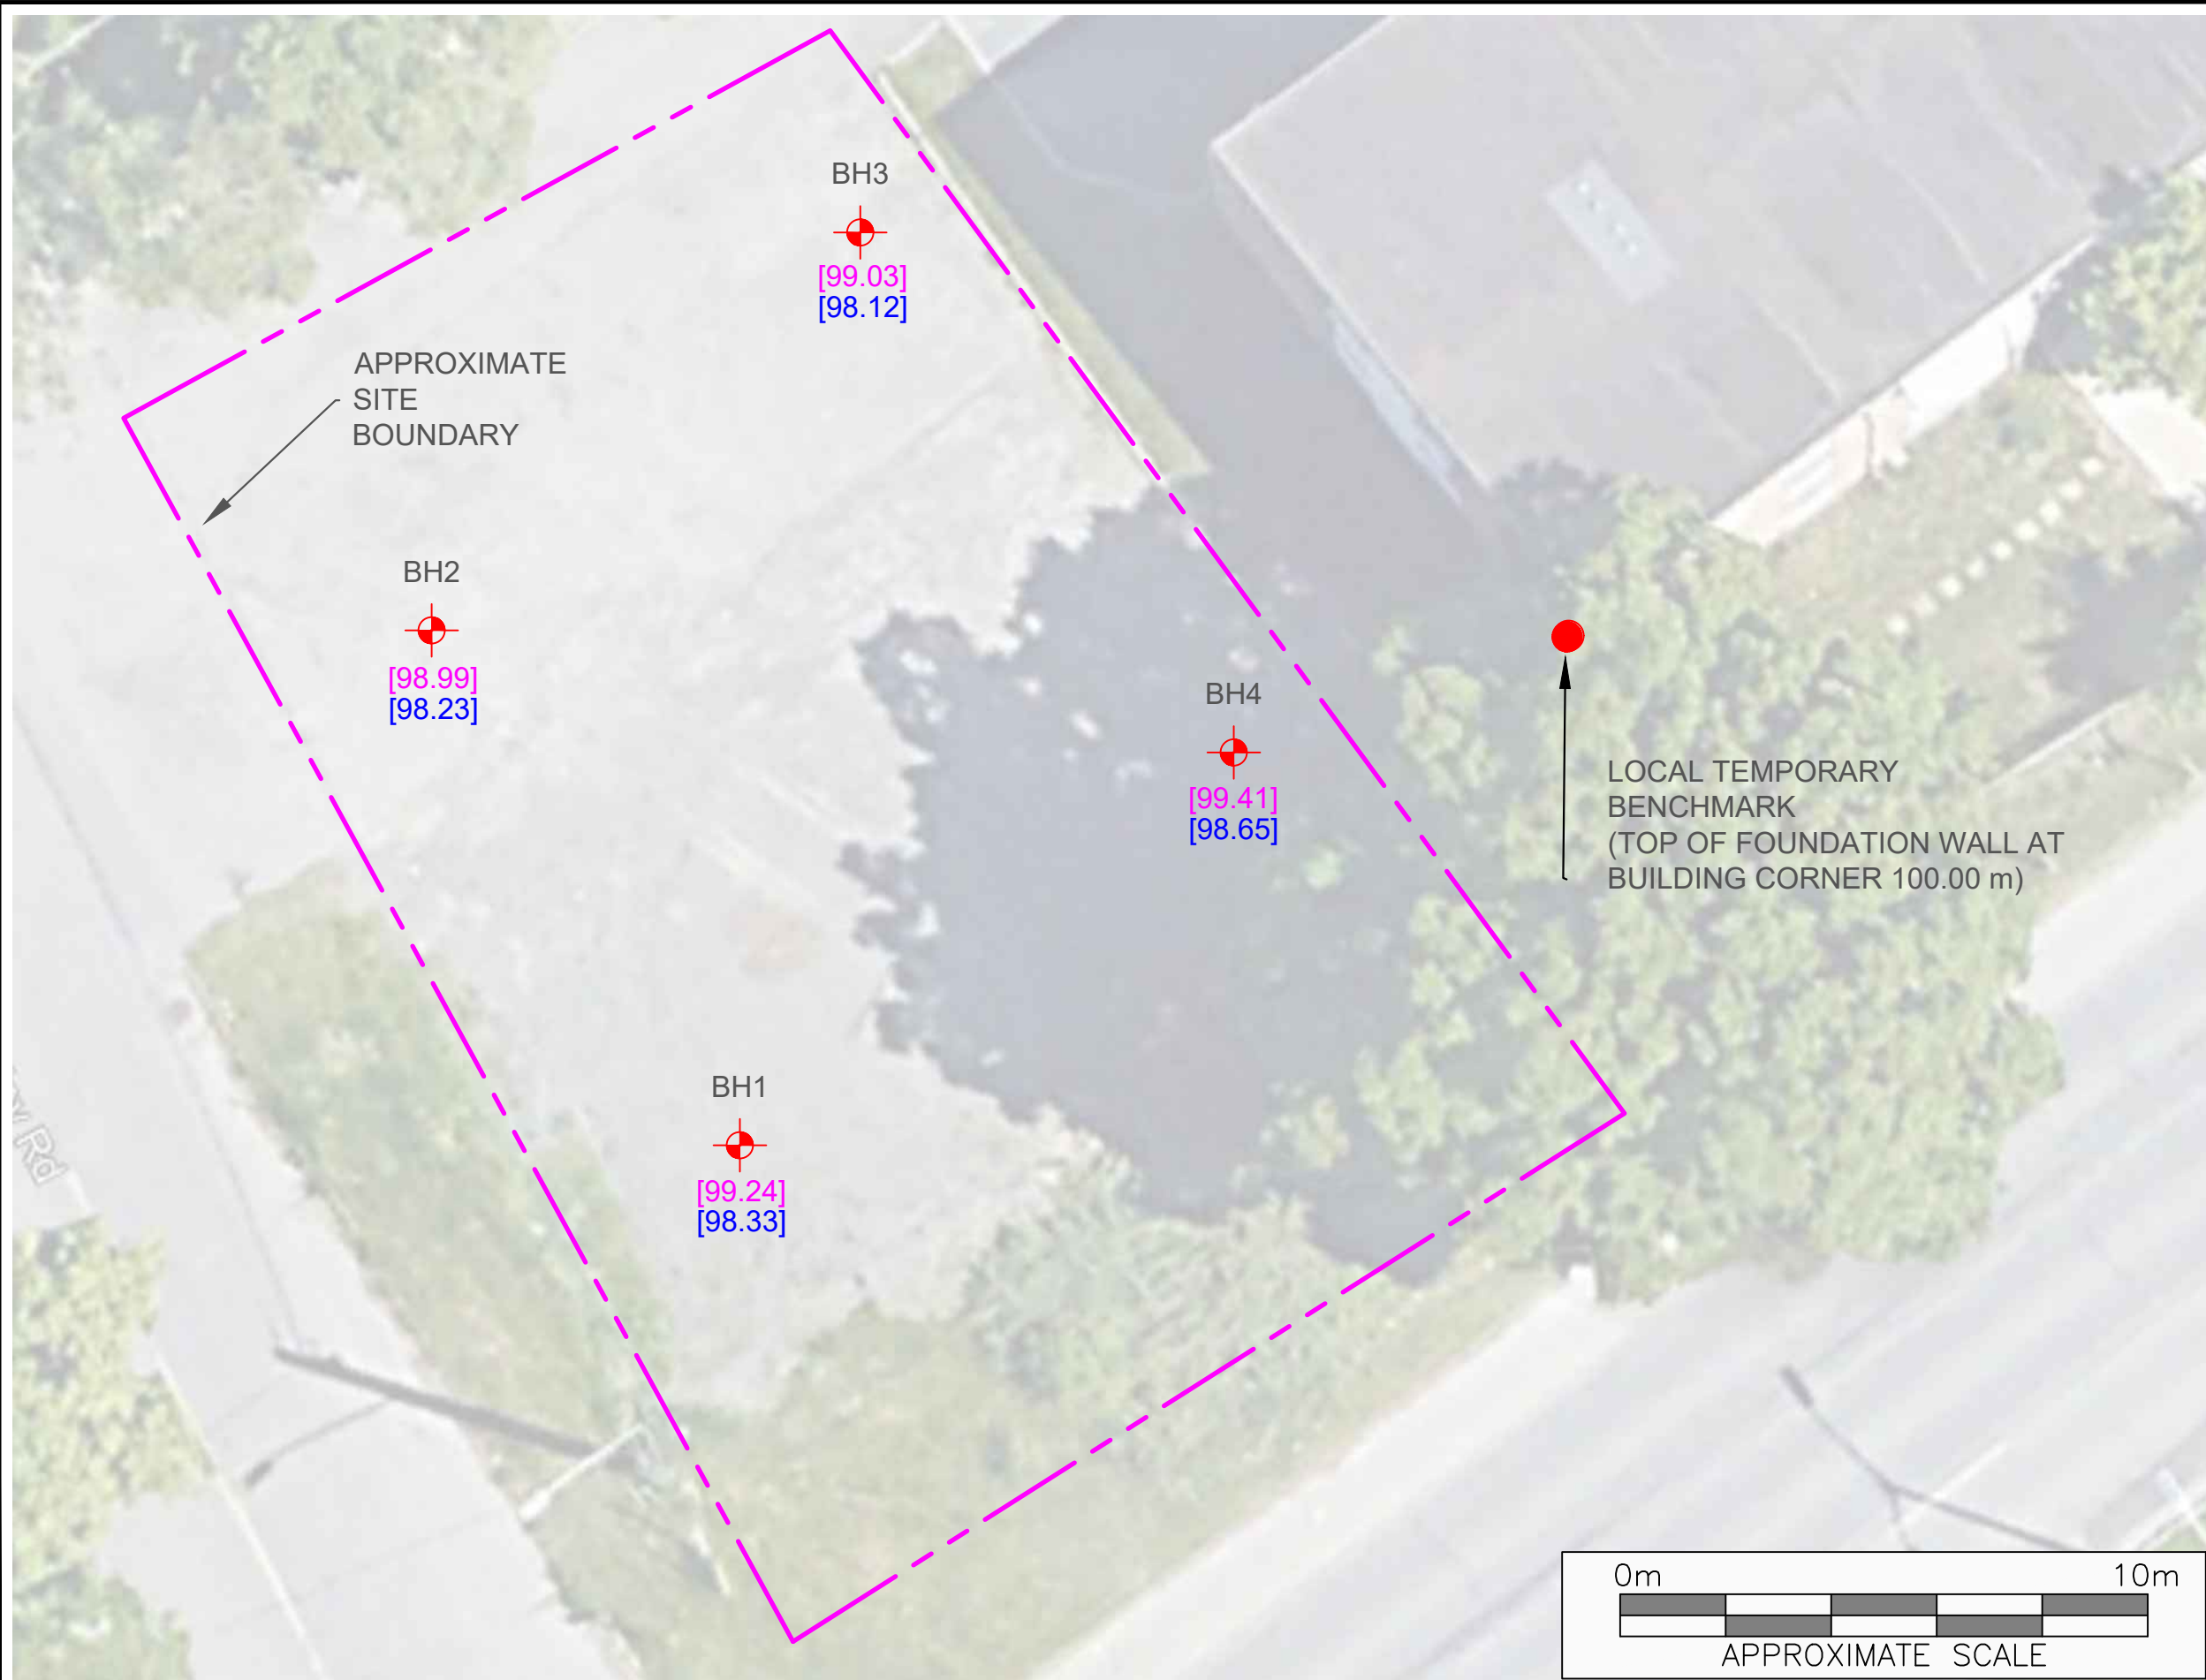 BH3
[99.03]
[98.12]
APPROXIMATE
SITE
BOUNDARY
BH2
[98.99]
[98.23]
BH4
[99.41]
[98.65]
LOCAL TEMPORARY
BENCHMARK
(TOP OF FOUNDATION WALL AT
BUILDING CORNER 100.00 m)
BH1
[99.24]
[98.33]
Rd
0m 10m
APPROXIMATE SCALE